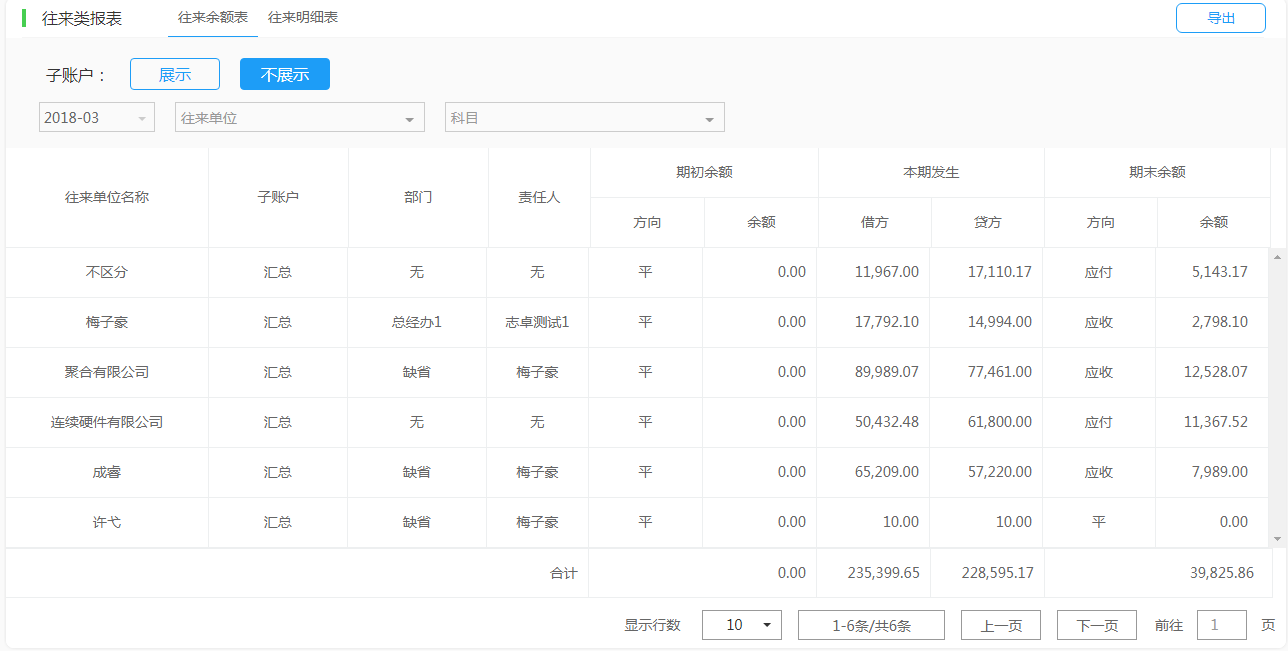 往来类报表 往来余额表 往来明细表 导出
子账户： 展示 不展示
2018-03 往来单位 科目
往来单位名称 子账户 部门 责任人 期初余额 本期发生 期末余额
方向 余额 借方 贷方 方向 余额
不区分 汇总 无 无 平 0.00 11,967.00 17,110.17 应付 5,143.17
梅子豪 汇总 总经办1 志卓测试1 平 0.00 17,792.10 14,994.00 应收 2,798.10
聚合有限公司 汇总 缺省 梅子豪 平 0.00 89,989.07 77,461.00 应收 12,528.07
连续硬件有限公司 汇总 无 无 平 0.00 50,432.48 61,800.00 应付 11,367.52
成睿 汇总 缺省 梅子豪 平 0.00 65,209.00 57,220.00 应收 7,989.00
许弋 汇总 缺省 梅子豪 平 0.00 10.00 10.00 平 0.00
合计 0.00 235,399.65 228,595.17 39,825.86
显示行数 10 1-6条/共6条 上一页 下一页 前往 1 页